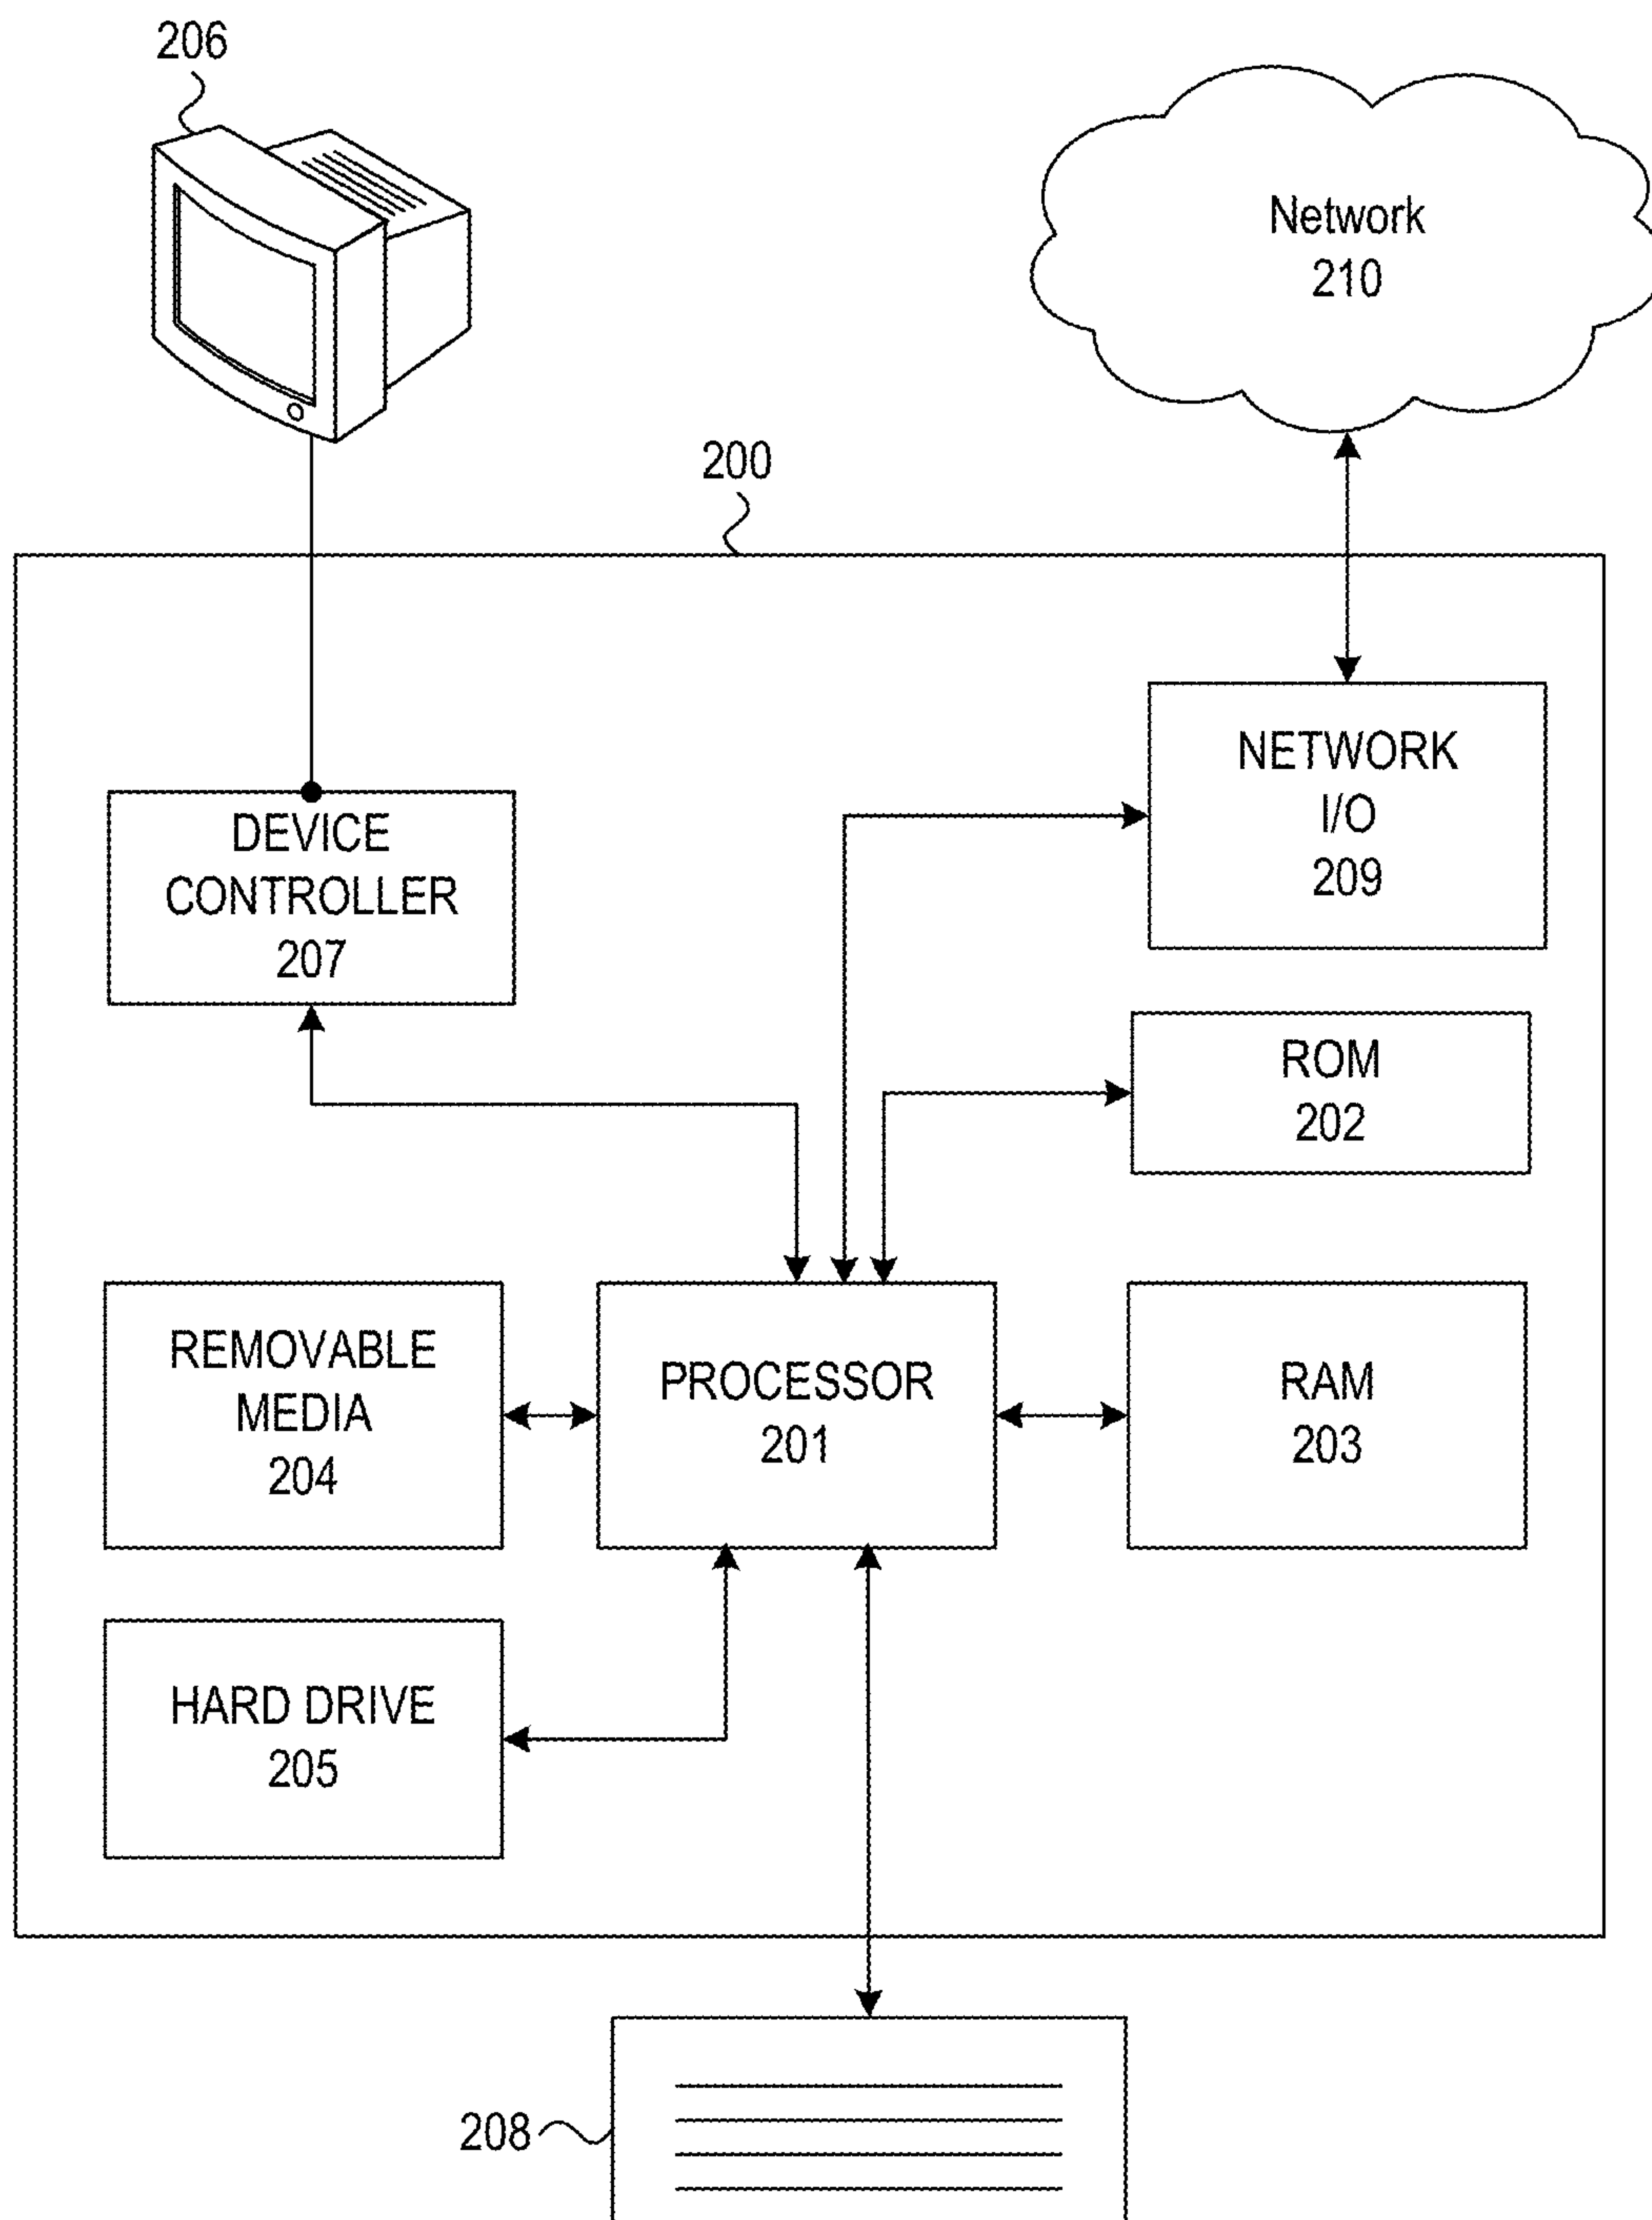 206
Network
210
200
NETWORK
I/O
209
DEVICE
CONTROLLER
207
ROM
202
REMOVABLE
MEDIA
204
PROCESSOR
201
RAM
203
HARD DRIVE
205
208